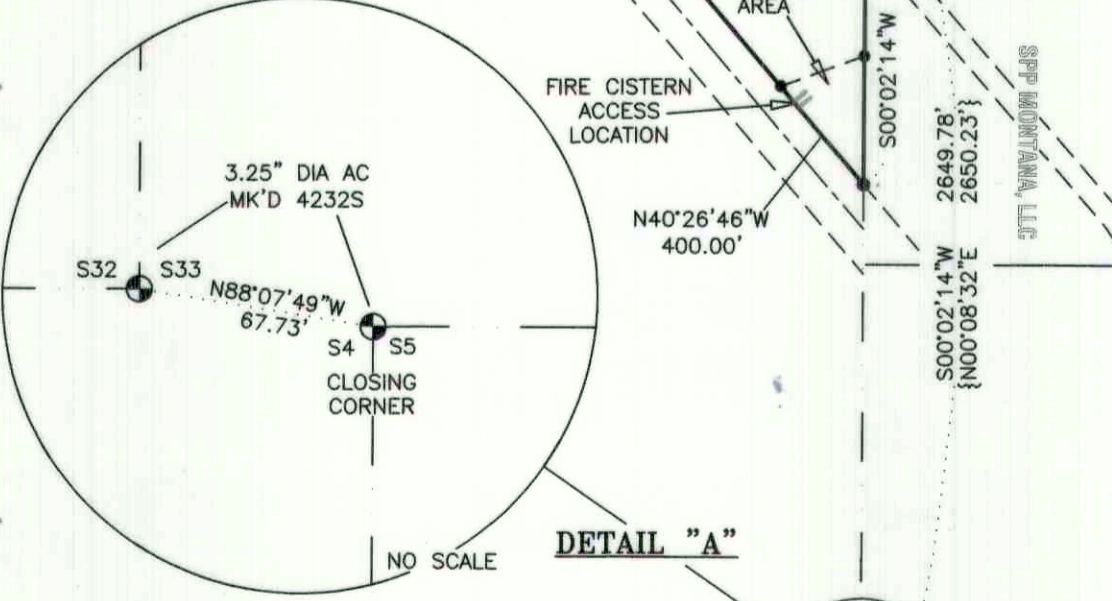 AREA
S00°02'14"W
FIRE CISTERN
ACCESS
LOCATION
2649.78'
2650.23'}
SPP MONTANA, LLC
3.25" DIA AC
MK'D 4232S
N40°26'46"W
400.00'
S32
S33
N88°07'49"W
67.73'
S4
S5
CLOSING
CORNER
S00°02'14"W
{N00°08'32"E
NO SCALE
DETAIL "A"